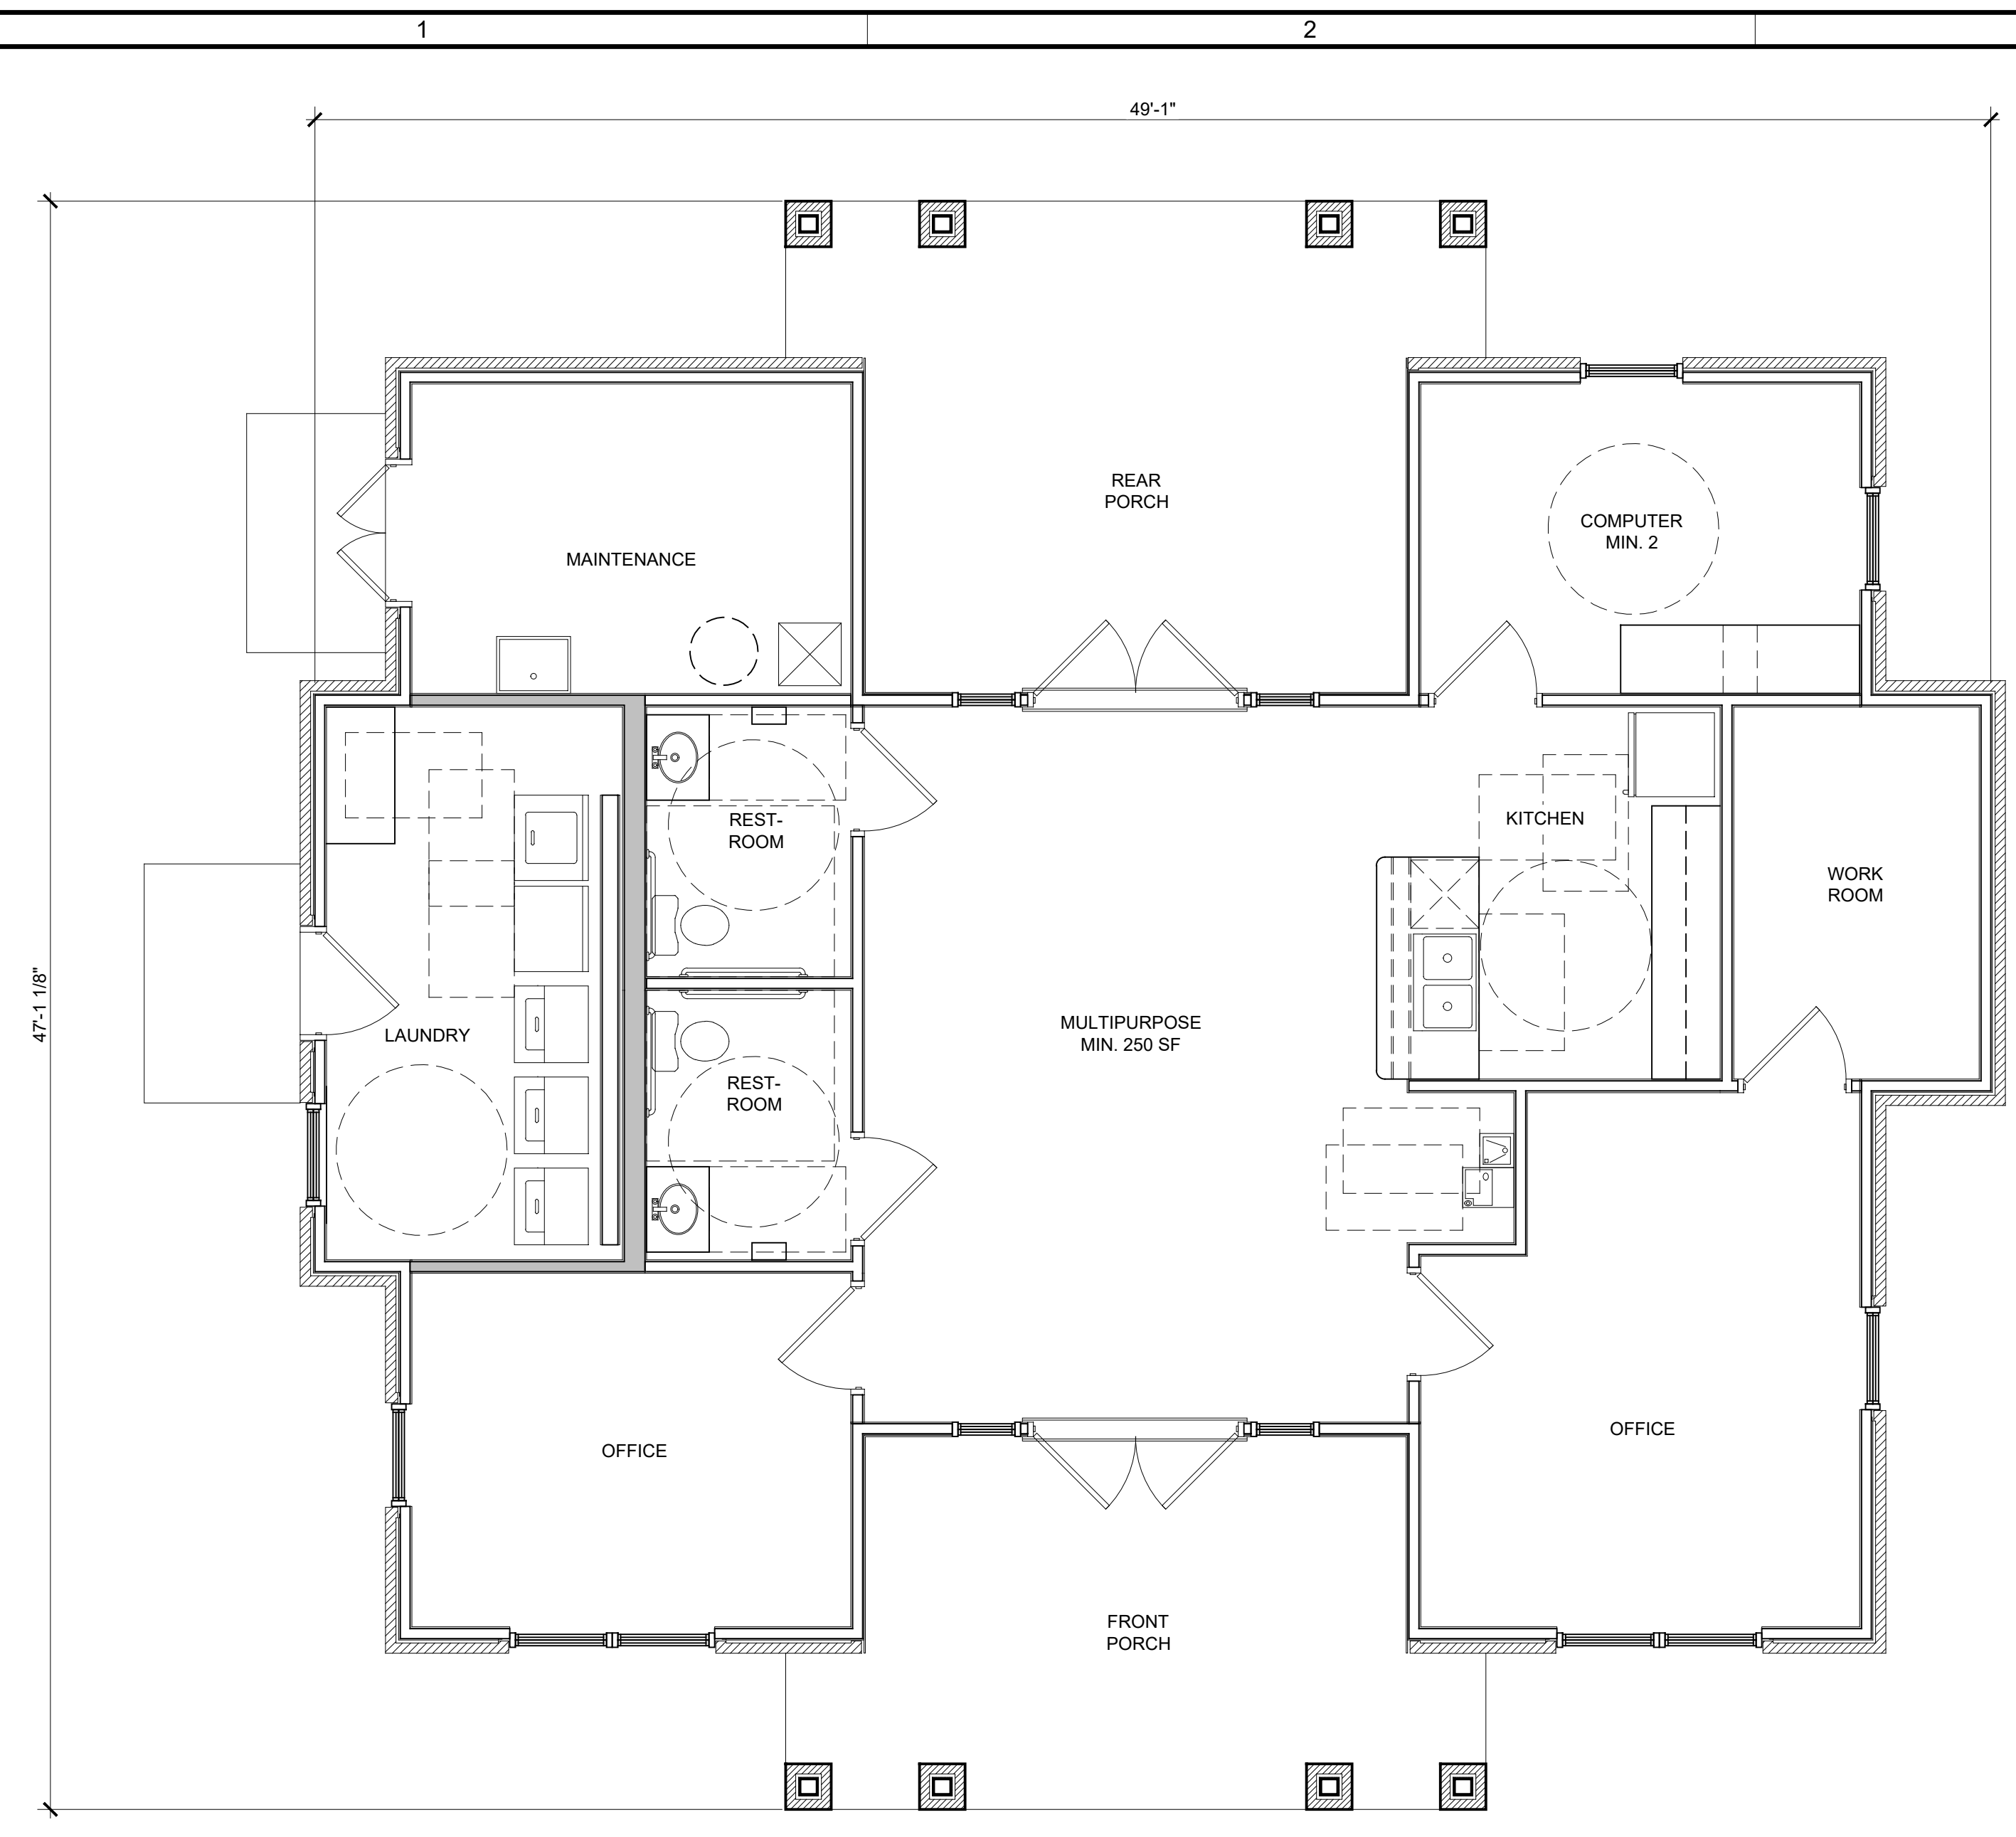 1
2
49'-1"
REAR
PORCH
COMPUTER
MIN. 2
MAINTENANCE
REST-
ROOM
KITCHEN
WORK
ROOM
47'-1 1/8"
LAUNDRY
MULTIPURPOSE
MIN. 250 SF
REST-
ROOM
OFFICE
OFFICE
FRONT
PORCH